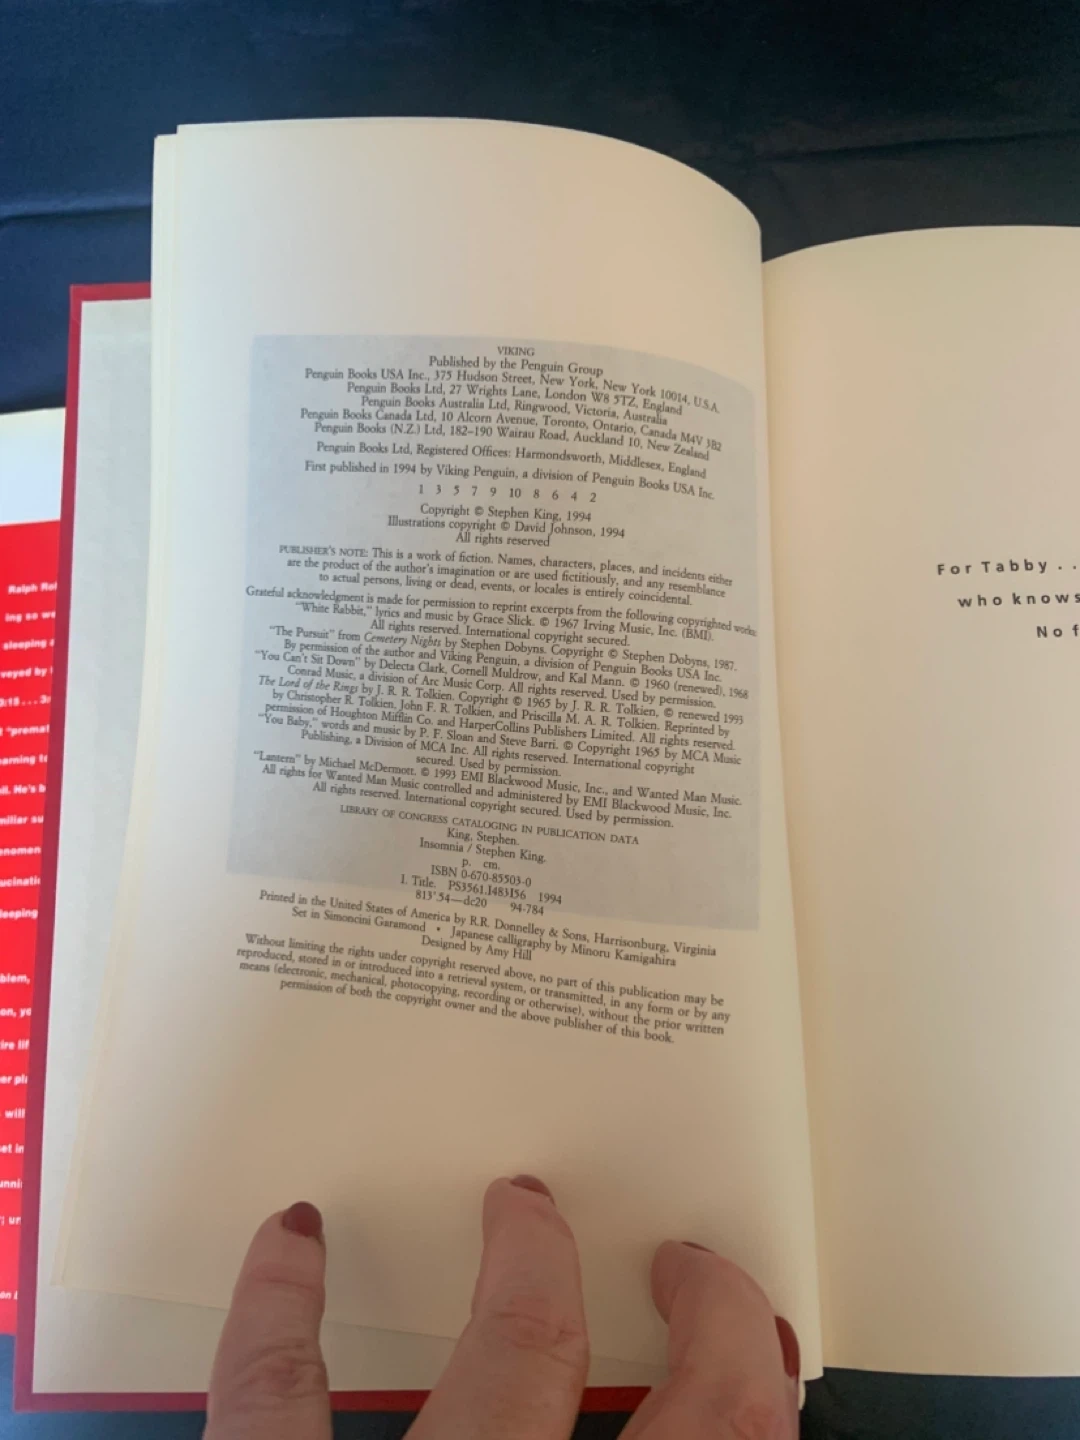 VIKING
Published by the Penguin Group
Penguin Books USA Inc., 375 Hudson Street, New York, New York 10014, U.S.A.
Penguin Books Ltd, 27 Wrights Lane, London W8 5TZ, England
Penguin Books Australia Ltd, Ringwood, Victoria, Australia
Penguin Books Canada Ltd, 10 Alcorn Avenue, Toronto, Ontario, Canada M4V 3B2
Penguin Books (N.Z.) Ltd, 182–190 Wairau Road, Auckland 10, New Zealand
Penguin Books Ltd, Registered Offices: Harmondsworth, Middlesex, England
First published in 1994 by Viking Penguin, a division of Penguin Books USA Inc.
1 3 5 7 9 10 8 6 4 2
Copyright © Stephen King, 1994
Illustrations copyright © David Johnson, 1994
All rights reserved
PUBLISHER'S NOTE: This is a work of fiction. Names, characters, places, and incidents either
are the product of the author's imagination or are used fictitiously, and any resemblance
to actual persons, living or dead, events, or locales is entirely coincidental.
Grateful acknowledgment is made for permission to reprint excerpts from the following copyrighted works:
"White Rabbit," lyrics and music by Grace Slick. © 1967 Irving Music, Inc. (BMI).
All rights reserved. International copyright secured.
"The Pursuit" from Cemetery Nights by Stephen Dobyns. Copyright © Stephen Dobyns, 1987.
By permission of the author and Viking Penguin, a division of Penguin Books USA Inc.
"You Can't Sit Down" by Delecta Clark, Cornell Muldrow, and Kal Mann. © 1960 (renewed), 1968
Conrad Music, a division of Arc Music Corp. All rights reserved. Used by permission.
The Lord of the Rings by J. R. R. Tolkien. Copyright © 1965 by J. R. R. Tolkien, © renewed 1993
by Christopher R. Tolkien, John F. R. Tolkien, and Priscilla M. A. R. Tolkien. Reprinted by
permission of Houghton Mifflin Co. and HarperCollins Publishers Limited. All rights reserved.
"You Baby," words and music by P. F. Sloan and Steve Barri. © Copyright 1965 by MCA Music
Publishing, a Division of MCA Inc. All rights reserved. International copyright
secured. Used by permission.
"Lantern" by Michael McDermott. © 1993 EMI Blackwood Music, Inc., and Wanted Man Music.
All rights for Wanted Man Music controlled and administered by EMI Blackwood Music, Inc.
All rights reserved. International copyright secured. Used by permission.
LIBRARY OF CONGRESS CATALOGING IN PUBLICATION DATA
King, Stephen.
Insomnia / Stephen King.
p. cm.
ISBN 0-670-85503-0
I. Title. PS3561.I483I56 1994
813'.54—dc20 94-784
Printed in the United States of America by R.R. Donnelley & Sons, Harrisonburg, Virginia
Set in Simoncini Garamond • Japanese calligraphy by Minoru Kamigahira
Designed by Amy Hill
Without limiting the rights under copyright reserved above, no part of this publication may be
reproduced, stored in or introduced into a retrieval system, or transmitted, in any form or by any
means (electronic, mechanical, photocopying, recording or otherwise), without the prior written
permission of both the copyright owner and the above publisher of this book.
For Tabby . .
who knows
No f
Ralph
ing so
sleeping
veyed by
3:15 . . .